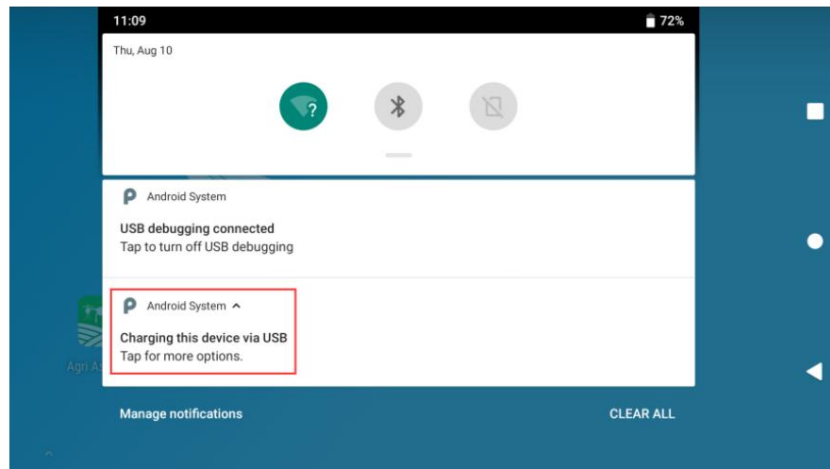 11:09
72%
Thu, Aug 10
?
Android System
USB debugging connected
Tap to turn off USB debugging
Android System
Charging this device via USB
Tap for more options.
Agri A
Manage notifications
CLEAR ALL